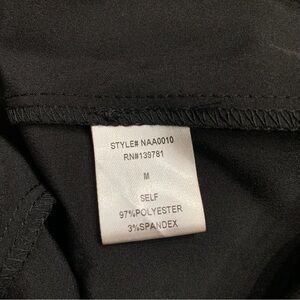 STYLE# NAA0010
RN#139781
M
SELF
97%POLYESTER
3%SPANDEX